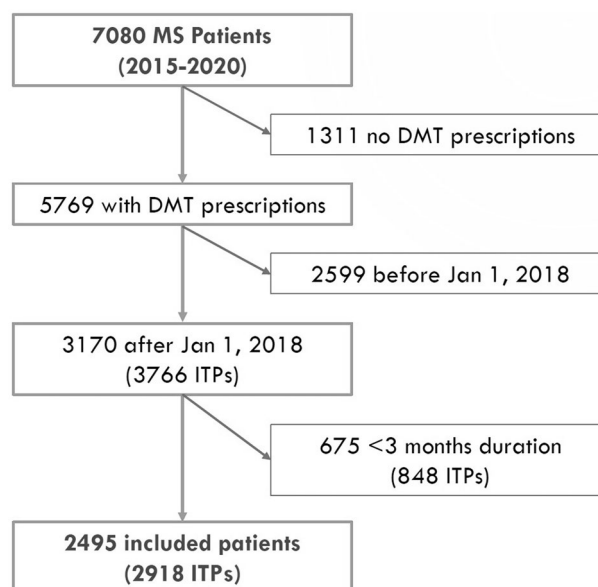 7080 MS Patients
(2015-2020)
1311 no DMT prescriptions
5769 with DMT prescriptions
2599 before Jan 1, 2018
3170 after Jan 1, 2018
(3766 ITPs)
675 <3 months duration
(848 ITPs)
2495 included patients
(2918 ITPs)